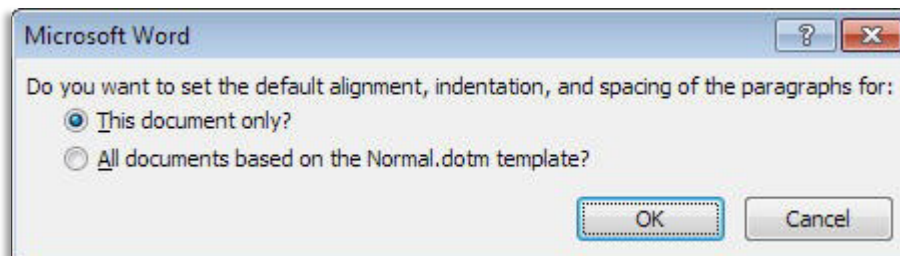 Microsoft Word
Do you want to set the default alignment, indentation, and spacing of the paragraphs for:
This document only?
All documents based on the Normal.dotm template?
OK Cancel